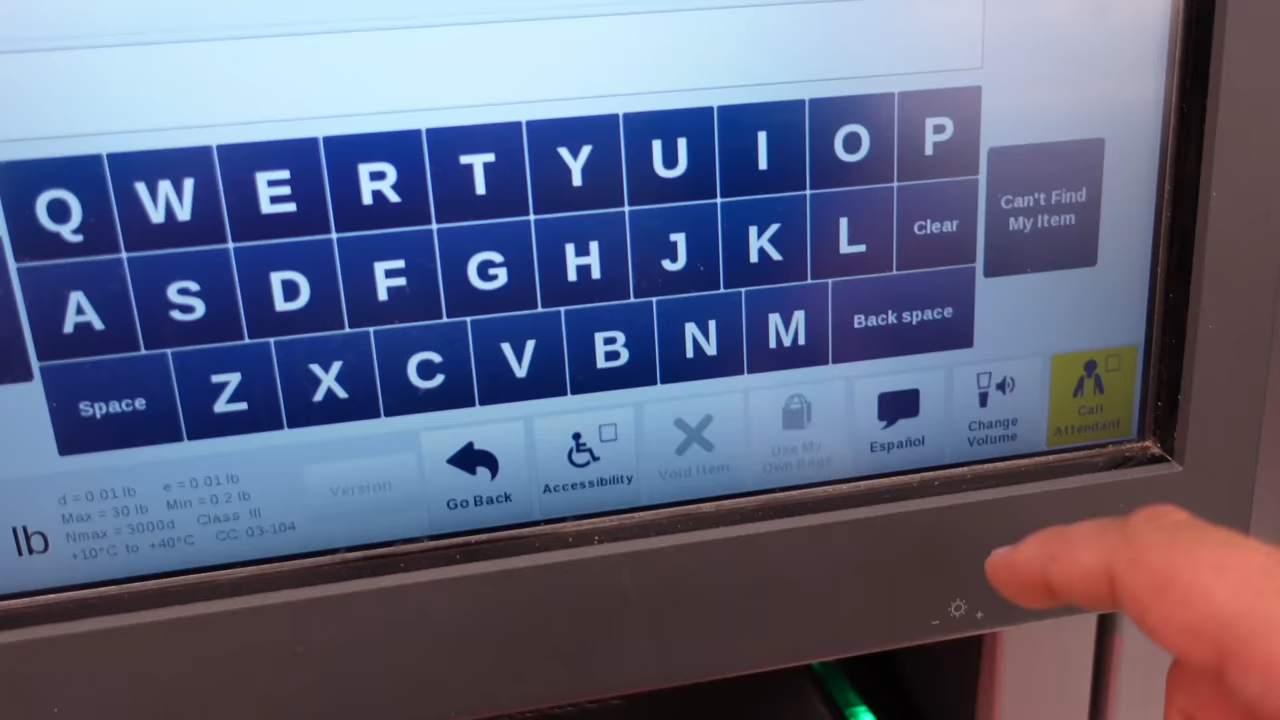 Q W E R T Y U I O P
A S D F G H J K L Clear
Space Z X C V B N M Back space
Can't Find
My Item
lb
d = 0.01 lb e = 0.01 lb
Max = 30 lb Min = 0.2 lb
Nmax = 3000d Class III
+10°C to +40°C CC: 03-104
Version
Go Back
Accessibility
Void Item
Use My
Own Bags
Español
Change
Volume
Call
Attendant
- +